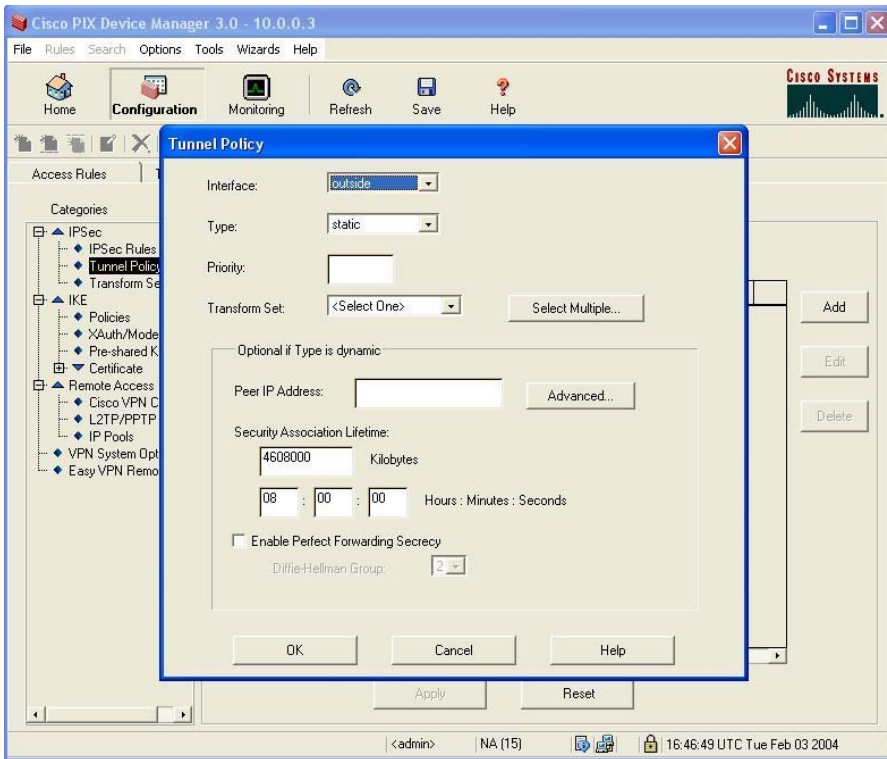 Cisco PIX Device Manager 3.0 - 10.0.0.3
File Rules Search Options Tools Wizards Help
Home Configuration Monitoring Refresh Save Help
CISCO SYSTEMS
Access Rules
Categories
IPSec
IPSec Rules
Tunnel Policy
Transform Se
IKE
Policies
XAuth/Mode
Pre-shared K
Certificate
Remote Access
Cisco VPN C
L2TP/PPTP
IP Pools
VPN System Opt
Easy VPN Remo
Tunnel Policy
Interface: outside
Type: static
Priority:
Transform Set: <Select One> Select Multiple...
Optional if Type is dynamic
Peer IP Address: Advanced...
Security Association Lifetime:
4608000 Kilobytes
08 : 00 : 00 Hours : Minutes : Seconds
Enable Perfect Forwarding Secrecy
Diffie-Hellman Group: 2
OK Cancel Help
Add
Edit
Delete
Apply Reset
<admin> NA (15) 16:46:49 UTC Tue Feb 03 2004